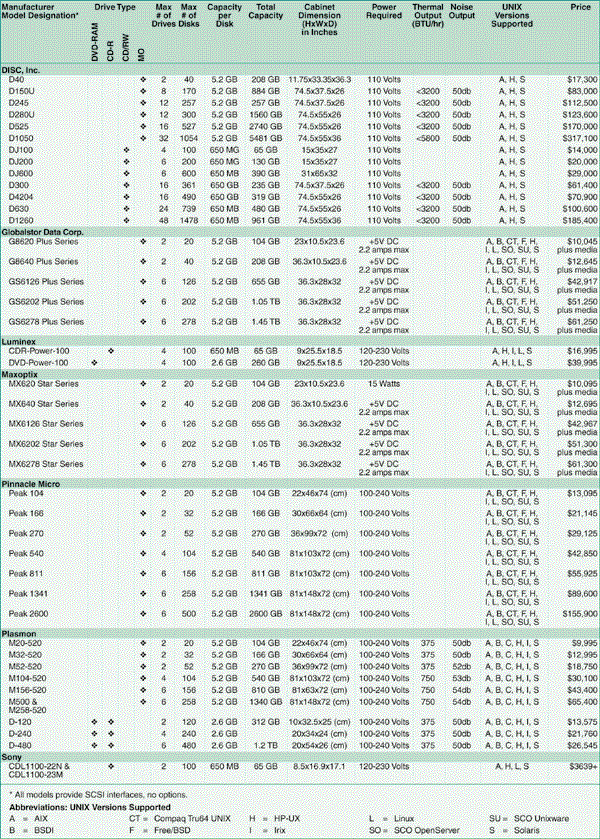 Manufacturer Drive Type Max Max Capacity Total Cabinet Power Thermal Noise UNIX Price
Model Designation* # of # of per Capacity Dimension Required Output Output Versions
Drives Disks Disk (HxWxD) (BTU/hr) Supported
in Inches
DVD-RAM CD-R CD/RW MO
DISC, Inc.
D40 ❖ 2 40 5.2 GB 208 GB 11.75x33.35x36.3 110 Volts A, H, S $17,300
D150U ❖ 8 170 5.2 GB 884 GB 74.5x37.5x26 110 Volts <3200 50db A, H, S $83,000
D245 ❖ 12 257 5.2 GB 257 GB 74.5x37.5x26 110 Volts <3200 50db A, H, S $112,500
D280U ❖ 12 300 5.2 GB 1560 GB 74.5x55x26 110 Volts <3200 50db A, H, S $123,600
D525 ❖ 16 527 5.2 GB 2740 GB 74.5x55x26 110 Volts <3200 50db A, H, S $170,000
D1050 ❖ 32 1054 5.2 GB 5481 GB 74.5x55x36 110 Volts <5800 50db A, H, S $317,100
DJ100 ❖ 4 100 650 MG 65 GB 15x35x27 110 Volts A, H, S $14,000
DJ200 ❖ 6 200 650 MG 130 GB 15x35x27 110 Volts A, H, S $20,000
DJ600 ❖ 6 600 650 MB 390 GB 31x65x32 110 Volts A, H, S $29,000
D300 ❖ 16 361 650 GB 235 GB 74.5x37.5x26 110 Volts <3200 50db A, H, S $61,400
D4204 ❖ 16 490 650 GB 319 GB 74.5x55x26 110 Volts <3200 50db A, H, S $70,900
D630 ❖ 24 739 650 MB 480 GB 74.5x55x26 110 Volts <3200 50db A, H, S $100,600
D1260 ❖ 48 1478 650 MB 961 GB 74.5x55x36 110 Volts <3200 50db A, H, S $185,400
Globalstor Data Corp.
G8620 Plus Series ❖ 2 20 5.2 GB 104 GB 23x10.5x23.6 +5V DC A, B, CT, F, H, $10,045
2.2 amps max I, L, SO, SU, S plus media
G8640 Plus Series ❖ 2 40 5.2 GB 208 GB 36.3x10.5x23.6 +5V DC A, B, CT, F, H, $12,645
2.2 amps max I, L, SO, SU, S plus media
GS6126 Plus Series ❖ 6 126 5.2 GB 655 GB 36.3x28x32 +5V DC A, B, CT, F, H, $42,917
2.2 amps max I, L, SO, SU, S plus media
GS6202 Plus Series ❖ 6 202 5.2 GB 1.05 TB 36.3x28x32 +5V DC A, B, CT, F, H, $51,250
2.2 amps max I, L, SO, SU, S plus media
GS6278 Plus Series ❖ 6 278 5.2 GB 1.45 TB 36.3x28x32 +5V DC A, B, CT, F, H, $61,250
2.2 amps max I, L, SO, SU, S plus media
Luminex
CDR-Power-100 ❖ 4 100 650 MB 65 GB 9x25.5x18.5 120-230 Volts A, H, I, L, S $16,995
DVD-Power-100 ❖ 4 100 2.6 GB 260 GB 9x25.5x18.5 120-230 Volts A, H, I, L, S $39,995
Maxoptix
MX620 Star Series ❖ 2 20 5.2 GB 104 GB 23x10.5x23.6 15 Watts A, B, CT, F, H, $10,095
I, L, SO, SU, S plus media
MX640 Star Series ❖ 2 40 5.2 GB 208 GB 36.3x10.5x23.6 +5V DC A, B, CT, F, H, $12,695
2.2 amps max I, L, SO, SU, S plus media
MX6126 Star Series ❖ 6 126 5.2 GB 655 GB 36.3x28x32 +5V DC A, B, CT, F, H, $42,967
2.2 amps max I, L, SO, SU, S plus media
MX6202 Star Series ❖ 6 202 5.2 GB 1.05 TB 36.3x28x32 +5V DC A, B, CT, F, H, $51,300
2.2 amps max I, L, SO, SU, S plus media
MX6278 Star Series ❖ 6 278 5.2 GB 1.45 TB 36.3x28x32 +5V DC A, B, CT, F, H, $61,300
2.2 amps max I, L, SO, SU, S plus media
Pinnacle Micro
Peak 104 ❖ 2 20 5.2 GB 104 GB 22x46x74 (cm) 100-240 Volts A, B, CT, F, H, $13,095
I, L, SO, SU, S
Peak 166 ❖ 2 32 5.2 GB 166 GB 30x66x64 (cm) 100-240 Volts A, B, CT, F, H, $21,145
I, L, SO, SU, S
Peak 270 ❖ 2 52 5.2 GB 270 GB 36x99x72 (cm) 100-240 Volts A, B, CT, F, H, $29,125
I, L, SO, SU, S
Peak 540 ❖ 4 104 5.2 GB 540 GB 81x103x72 (cm) 100-240 Volts A, B, CT, F, H, $42,850
I, L, SO, SU, S
Peak 811 ❖ 6 156 5.2 GB 811 GB 81x103x72 (cm) 100-240 Volts A, B, CT, F, H, $55,925
I, L, SO, SU, S
Peak 1341 ❖ 6 258 5.2 GB 1341 GB 81x148x72 (cm) 100-240 Volts A, B, CT, F, H, $89,600
I, L, SO, SU, S
Peak 2600 ❖ 6 500 5.2 GB 2600 GB 81x148x72 (cm) 100-240 Volts A, B, CT, F, H, $155,900
I, L, SO, SU, S
Plasmon
M20-520 ❖ 2 20 5.2 GB 104 GB 22x46x74 (cm) 100-240 Volts 375 50db A, B, C, H, I, S $9,995
M32-520 ❖ 2 32 5.2 GB 166 GB 30x66x64 (cm) 100-240 Volts 375 50db A, B, C, H, I, S $12,995
M52-520 ❖ 2 52 5.2 GB 270 GB 36x99x72 (cm) 100-240 Volts 375 52db A, B, C, H, I, S $18,750
M104-520 ❖ 4 104 5.2 GB 540 GB 81x103x72 (cm) 100-240 Volts 750 53db A, B, C, H, I, S $30,100
M156-520 ❖ 6 156 5.2 GB 810 GB 81x63x72 (cm) 100-240 Volts 750 54db A, B, C, H, I, S $43,400
M500 & ❖ 6 258 5.2 GB 1340 GB 81x148x72 (cm) 100-240 Volts 750 54db A, B, C, H, I, S $65,400
M258-520
D-120 ❖ ❖ 2 120 2.6 GB 312 GB 10x32.5x25 (cm) 100-240 Volts 375 50db A, B, C, H, I, S $13,575
D-240 ❖ ❖ 4 240 2.6 GB 20x34x24 (cm) 100-240 Volts 375 50db A, B, C, H, I, S $21,760
D-480 ❖ ❖ 6 480 2.6 GB 1.2 TB 20x54x26 (cm) 100-240 Volts 375 50db A, B, C, H, I, S $26,545
Sony
CDL1100-22N & ❖ 2 100 650 MB 65 GB 8.5x16.9x17.1 120-230 Volts A, H, L, S $3639+
CDL1100-23M
* All models provide SCSI interfaces, no options.
Abbreviations: UNIX Versions Supported
A = AIX CT = Compaq Tru64 UNIX H = HP-UX L = Linux SU = SCO Unixware
B = BSDI F = Free/BSD I = Irix SO = SCO OpenServer S = Solaris